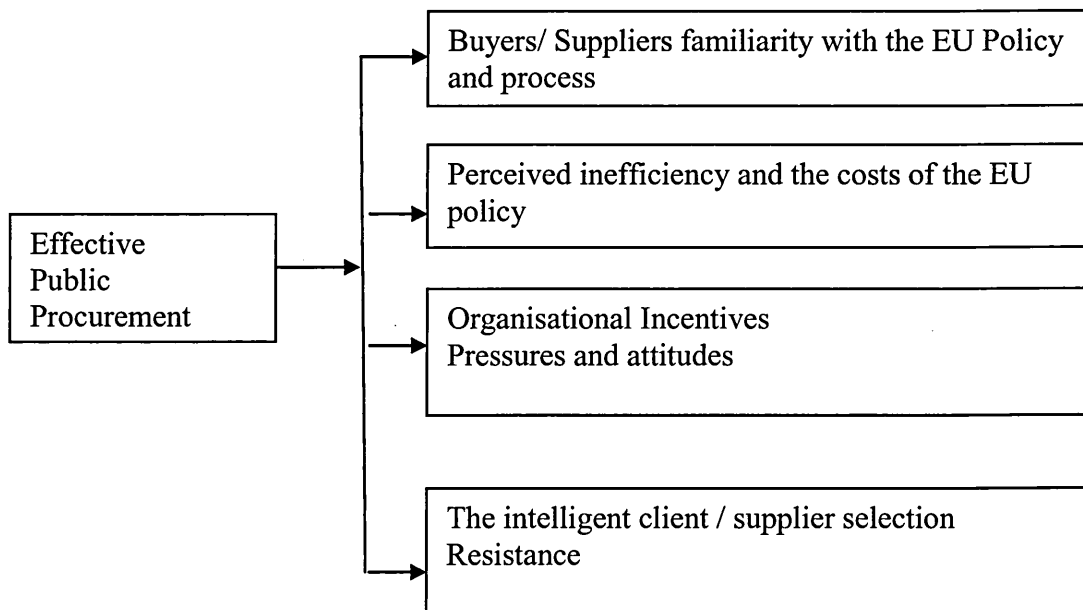 Buyers/ Suppliers familiarity with the EU Policy
and process
Perceived inefficiency and the costs of the EU
policy
Effective
Public
Procurement
Organisational Incentives
Pressures and attitudes
The intelligent client / supplier selection
Resistance